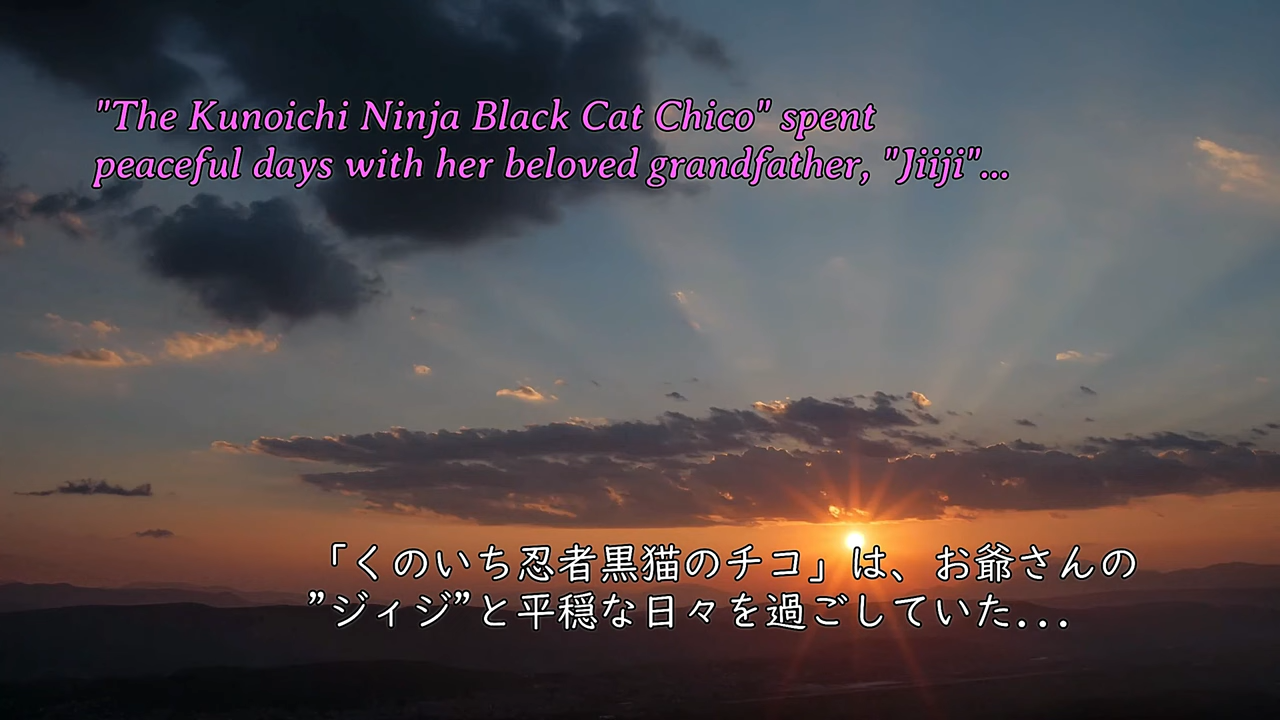 "The Kunoichi Ninja Black Cat Chico" spent
peaceful days with her beloved grandfather, "Jiiji"...
「くのいち忍者黒猫のチコ」は、お爺さんの
”ジィジ”と平穏な日々を過ごしていた...